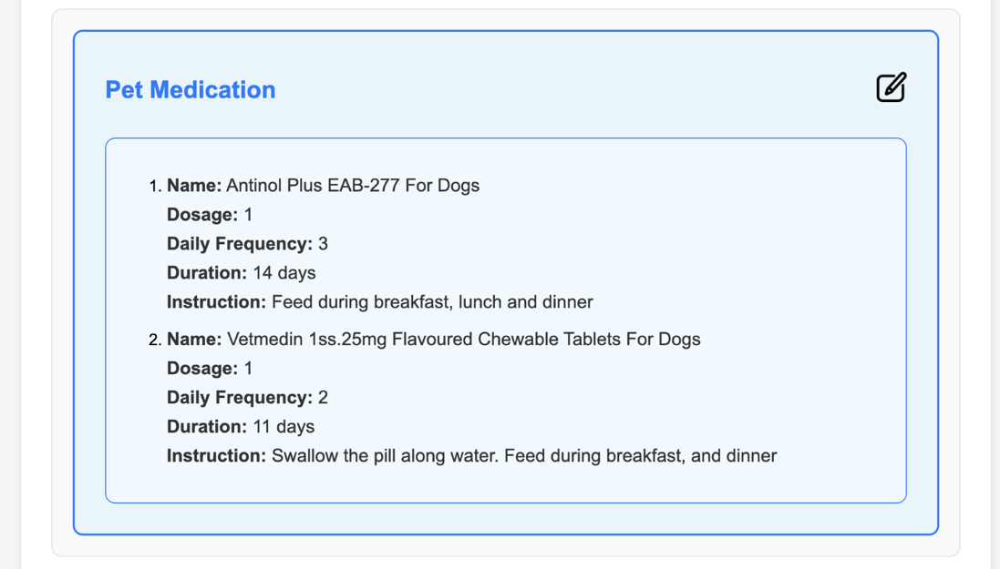 Pet Medication
1. Name: Antinol Plus EAB-277 For Dogs
Dosage: 1
Daily Frequency: 3
Duration: 14 days
Instruction: Feed during breakfast, lunch and dinner
2. Name: Vetmedin 1ss.25mg Flavoured Chewable Tablets For Dogs
Dosage: 1
Daily Frequency: 2
Duration: 11 days
Instruction: Swallow the pill along water. Feed during breakfast, and dinner